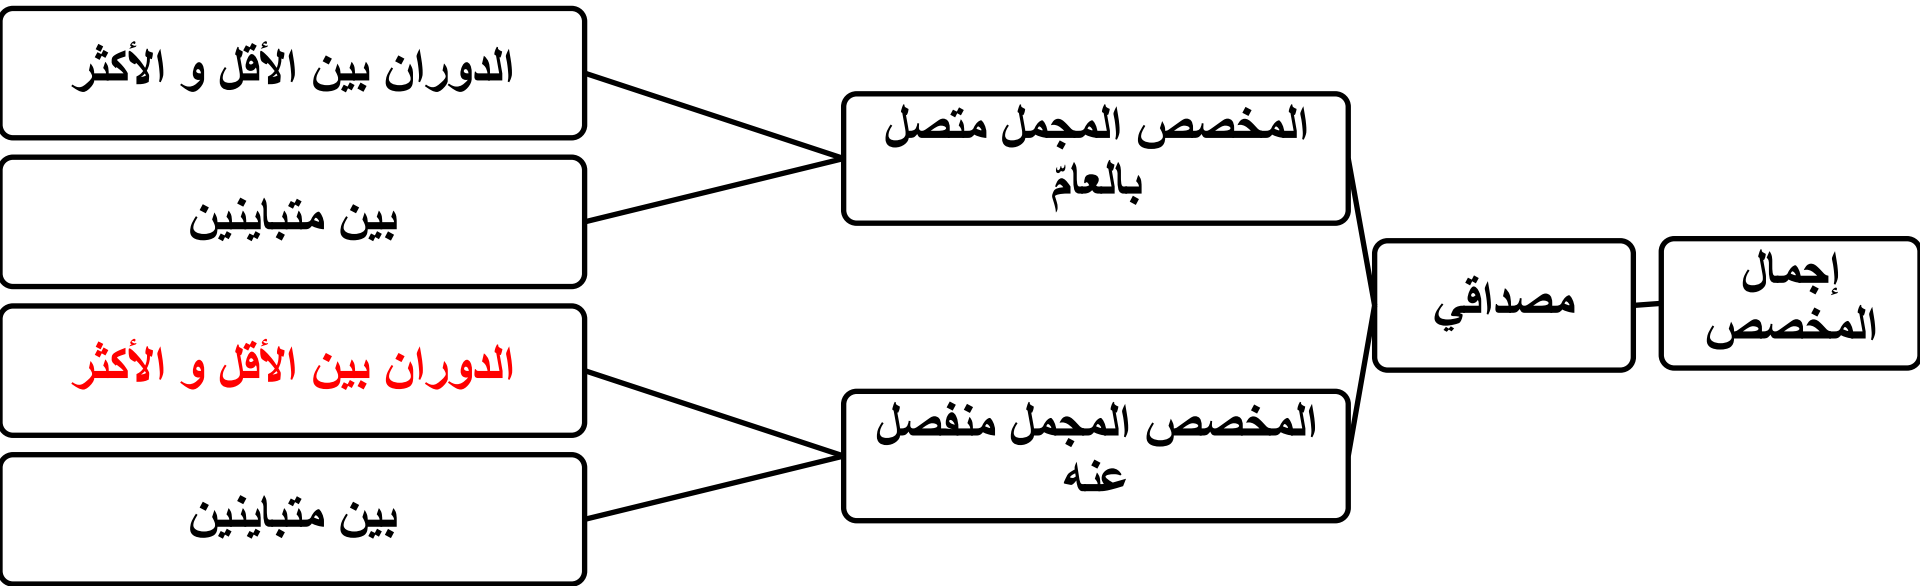 إجمال
المخصص
مصداقي
المخصص المجمل متصل
بالعامّ
الدوران بين الأقل و الأكثر
بين متباينين
المخصص المجمل منفصل
عنه
الدوران بين الأقل و الأكثر
بين متباينين